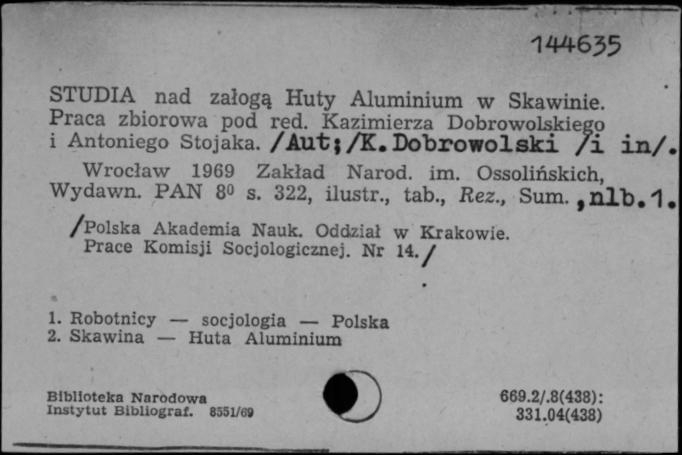 144635
STUDIA nad załogą Huty Aluminium w Skawinie.
Praca zbiorowa pod red. Kazimierza Dobrowolskiego
i Antoniego Stojaka. /Aut;/K.Dobrowolski /i in/.
Wrocław 1969 Zakład Narod. im. Ossolińskich,
Wydawn. PAN 8⁰ s. 322, ilustr., tab., Rez., Sum. ,nlb.1.
/Polska Akademia Nauk. Oddział w Krakowie.
Prace Komisji Socjologicznej. Nr 14./
1. Robotnicy — socjologia — Polska
2. Skawina — Huta Aluminium
Biblioteka Narodowa
Instytut Bibliograf. 8551/69
669.2/.8(438):
331.04(438)